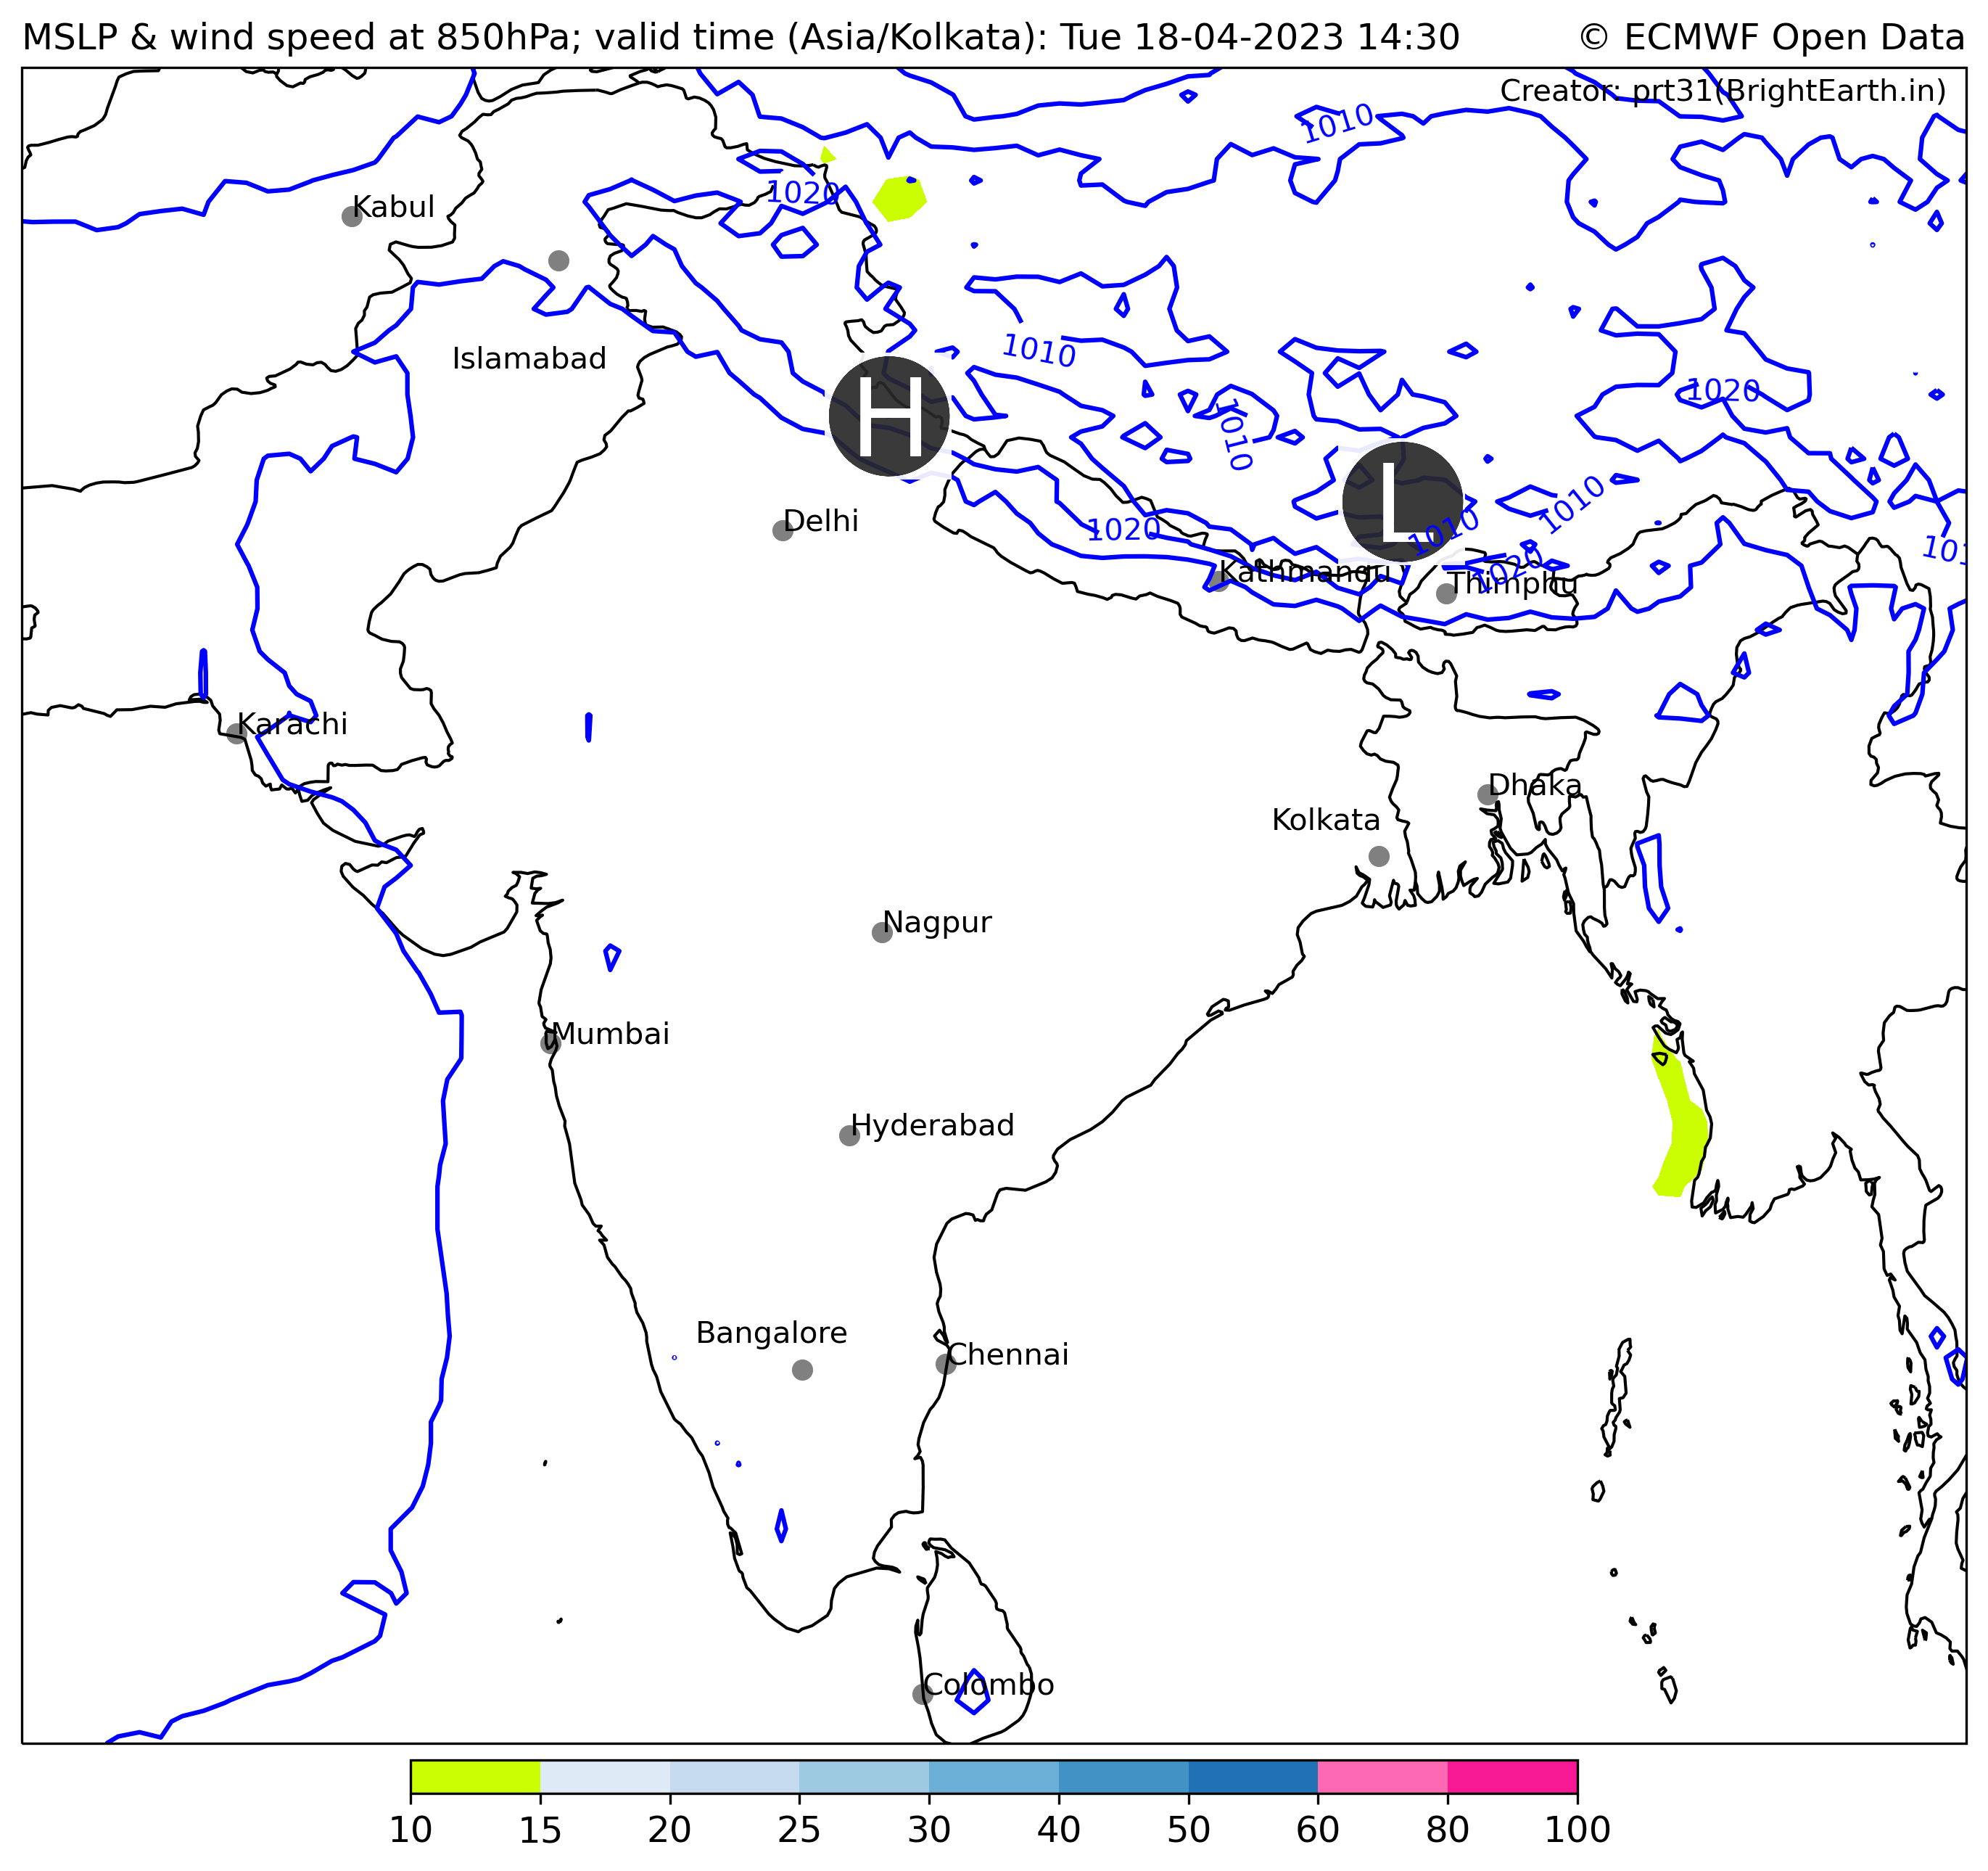 MSLP & wind speed at 850hPa; valid time (Asia/Kolkata): Tue 18-04-2023 14:30
© ECMWF Open Data
Creator: prt31(BrightEarth.in)
1010
1020
Kabul
Islamabad
1010
1020
H
1010
L
1010
1010
Delhi
1020
1020
Kathmandu
Thimphu
Karachi
Dhaka
Kolkata
Nagpur
Mumbai
Hyderabad
Bangalore
Chennai
Colombo
10 15 20 25 30 40 50 60 80 100